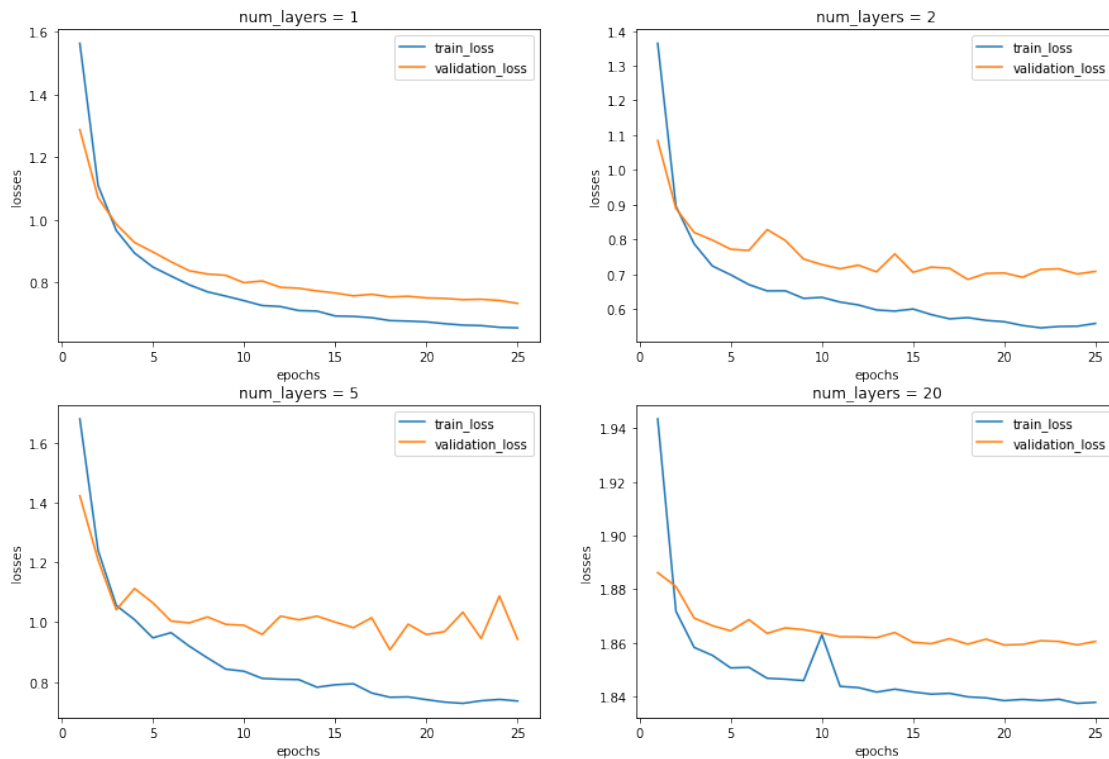 num_layers = 1
1.6
1.4
1.2
1.0
0.8
losses
train_loss
validation_loss
0 5 10 15 20 25
epochs
num_layers = 2
1.4
1.3
1.2
1.1
1.0
0.9
0.8
0.7
0.6
losses
train_loss
validation_loss
0 5 10 15 20 25
epochs
num_layers = 5
1.6
1.4
1.2
1.0
0.8
losses
train_loss
validation_loss
0 5 10 15 20 25
epochs
num_layers = 20
1.94
1.92
1.90
1.88
1.86
1.84
losses
train_loss
validation_loss
0 5 10 15 20 25
epochs